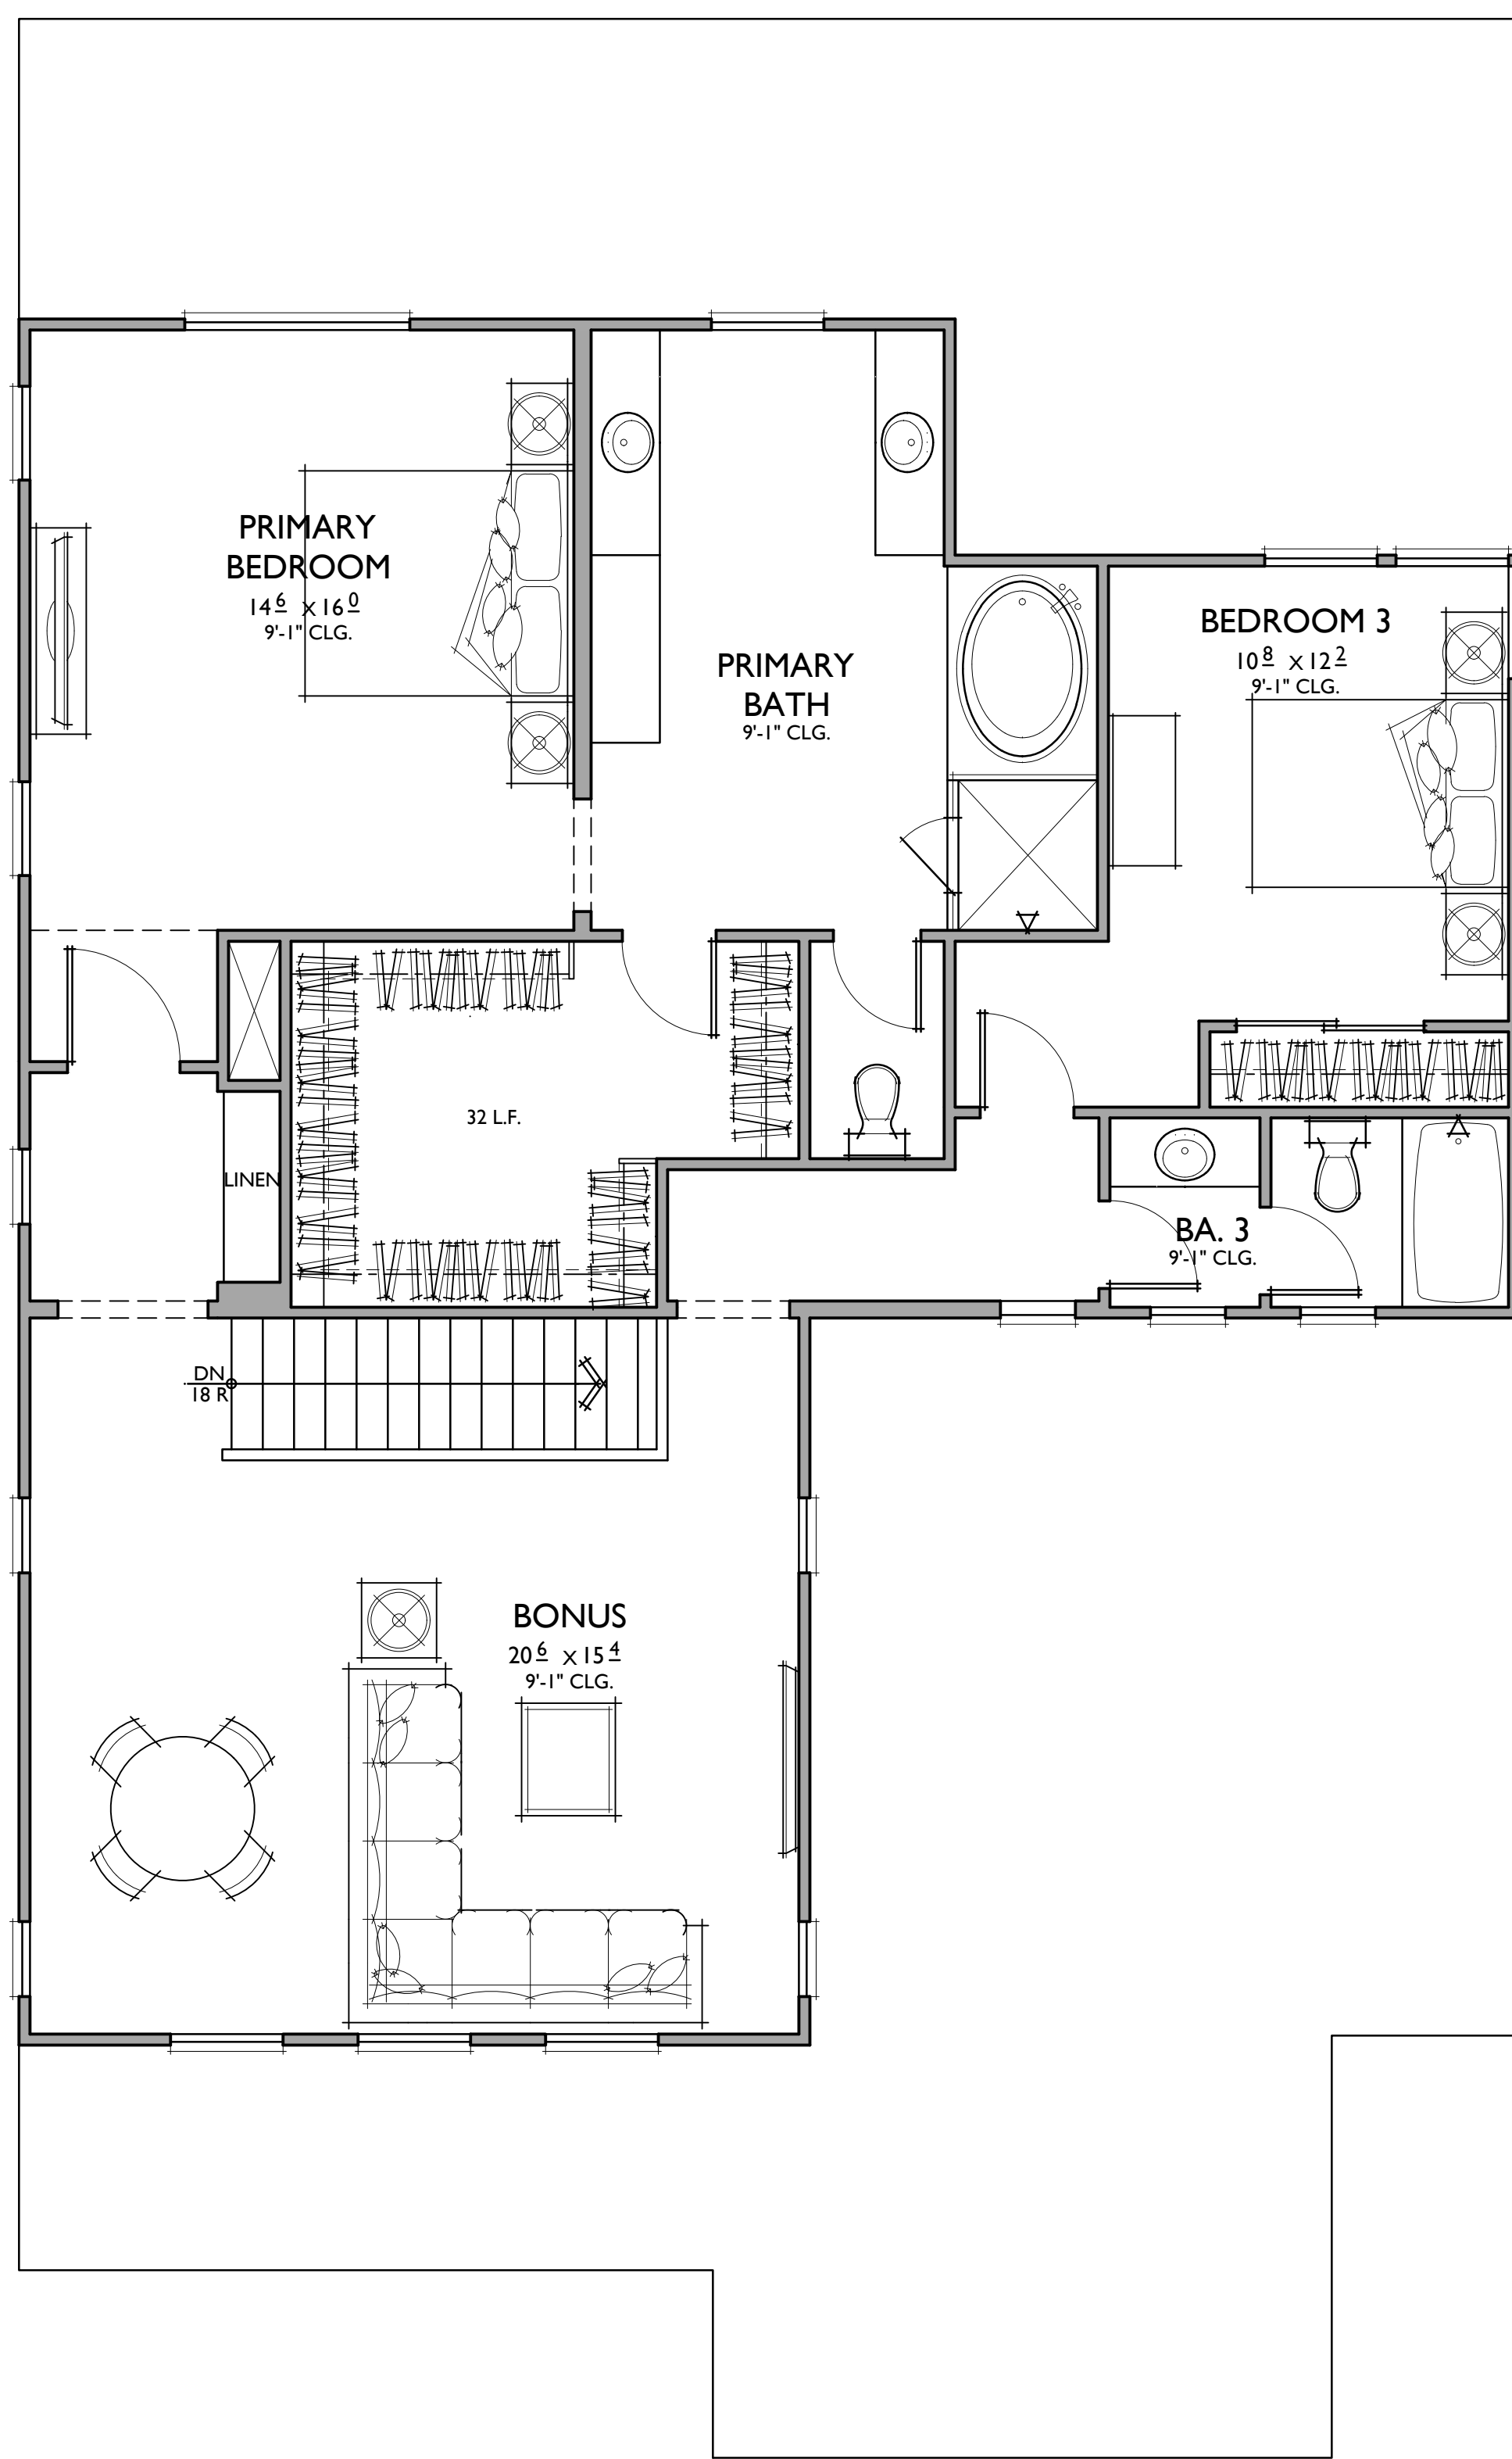 PRIMARY
BEDROOM
14 6 X 16 0
9'-1" CLG.
BEDROOM 3
10 8 X 12 2
9'-1" CLG.
PRIMARY
BATH
9'-1" CLG.
32 L.F.
LINEN
BA. 3
9'-1" CLG.
DN
18 R
BONUS
20 6 X 15 4
9'-1" CLG.